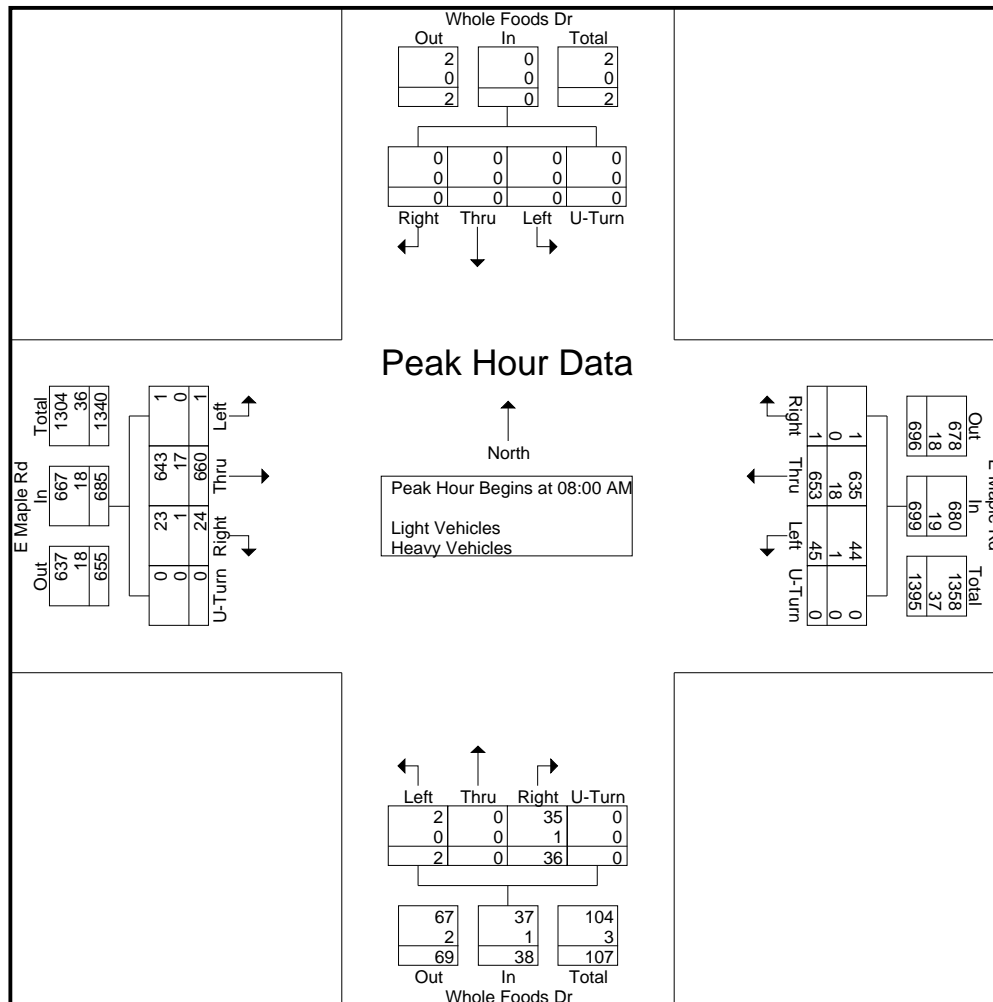 Whole Foods Dr
Out In Total
2 0 2
0 0 0
2 0 2
0 0 0 0
0 0 0 0
0 0 0 0
Right Thru Left U-Turn
Peak Hour Data
North
Peak Hour Begins at 08:00 AM
Light Vehicles
Heavy Vehicles
E Maple Rd
Out In Total
637 667 1304
18 18 36
655 685 1340
0 23 643 1
0 1 17 0
0 24 660 1
U-Turn Right Thru Left
E Maple Rd
Out In Total
678 680 1358
18 19 37
696 699 1395
1 635 44 0
0 18 1 0
1 653 45 0
Right Thru Left U-Turn
Left Thru Right U-Turn
2 0 35 0
0 0 1 0
2 0 36 0
67 37 104
2 1 3
69 38 107
Out In Total
Whole Foods Dr